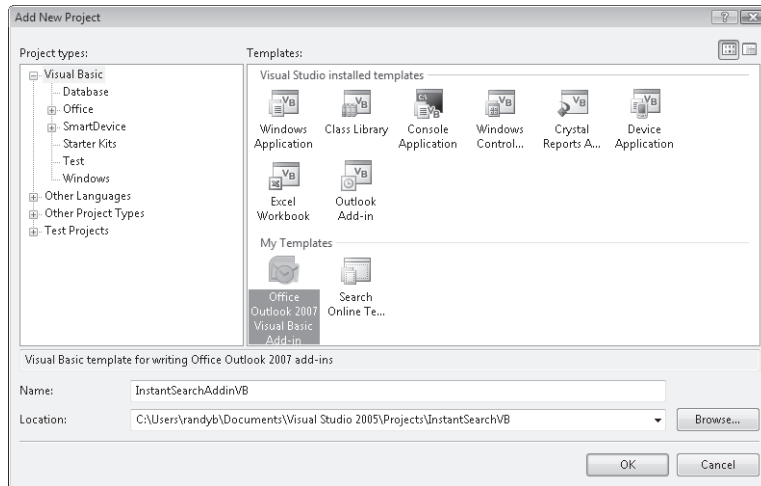 Add New Project
Project types:
Templates:
Visual Basic
Database
Office
SmartDevice
Starter Kits
Test
Windows
Other Languages
Other Project Types
Test Projects
Visual Studio installed templates
Windows Application
Class Library
Console Application
Windows Control...
Crystal Reports A...
Device Application
Excel Workbook
Outlook Add-in
My Templates
Office Outlook 2007 Visual Basic Add-in
Search Online Te...
Visual Basic template for writing Office Outlook 2007 add-ins
Name:
InstantSearchAddinVB
Location:
C:\Users\randyb\Documents\Visual Studio 2005\Projects\InstantSearchVB
Browse...
OK
Cancel